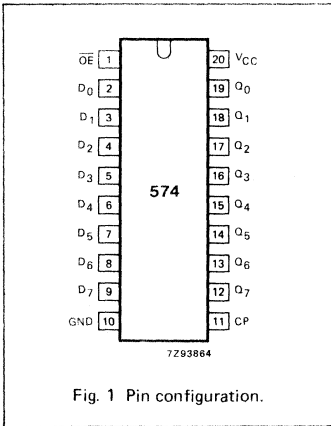 OE 1 20 VCC
D0 2 19 Q0
D1 3 18 Q1
D2 4 17 Q2
D3 5 16 Q3
574
D4 6 15 Q4
D5 7 14 Q5
D6 8 13 Q6
D7 9 12 Q7
GND 10 11 CP
7Z93864
Fig. 1 Pin configuration.